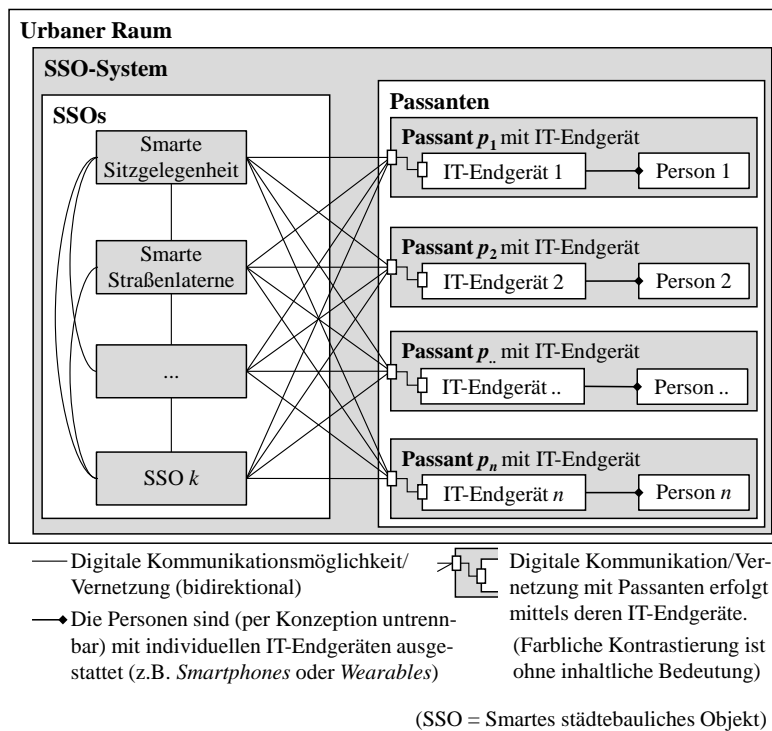 Urbaner Raum
SSO-System
SSOs
Smarte
Sitzgelegenheit
Smarte
Straßenlaterne
...
SSO k
Passanten
Passant p1 mit IT-Endgerät
IT-Endgerät 1
Person 1
Passant p2 mit IT-Endgerät
IT-Endgerät 2
Person 2
Passant p.. mit IT-Endgerät
IT-Endgerät ..
Person ..
Passant pn mit IT-Endgerät
IT-Endgerät n
Person n
Digitale Kommunikationsmöglichkeit/
Vernetzung (bidirektional)
Die Personen sind (per Konzeption untrenn-
bar) mit individuellen IT-Endgeräten ausge-
stattet (z.B. Smartphones oder Wearables)
Digitale Kommunikation/Ver-
netzung mit Passanten erfolgt
mittels deren IT-Endgeräte.
(Farbliche Kontrastierung ist
ohne inhaltliche Bedeutung)
(SSO = Smartes städtebauliches Objekt)